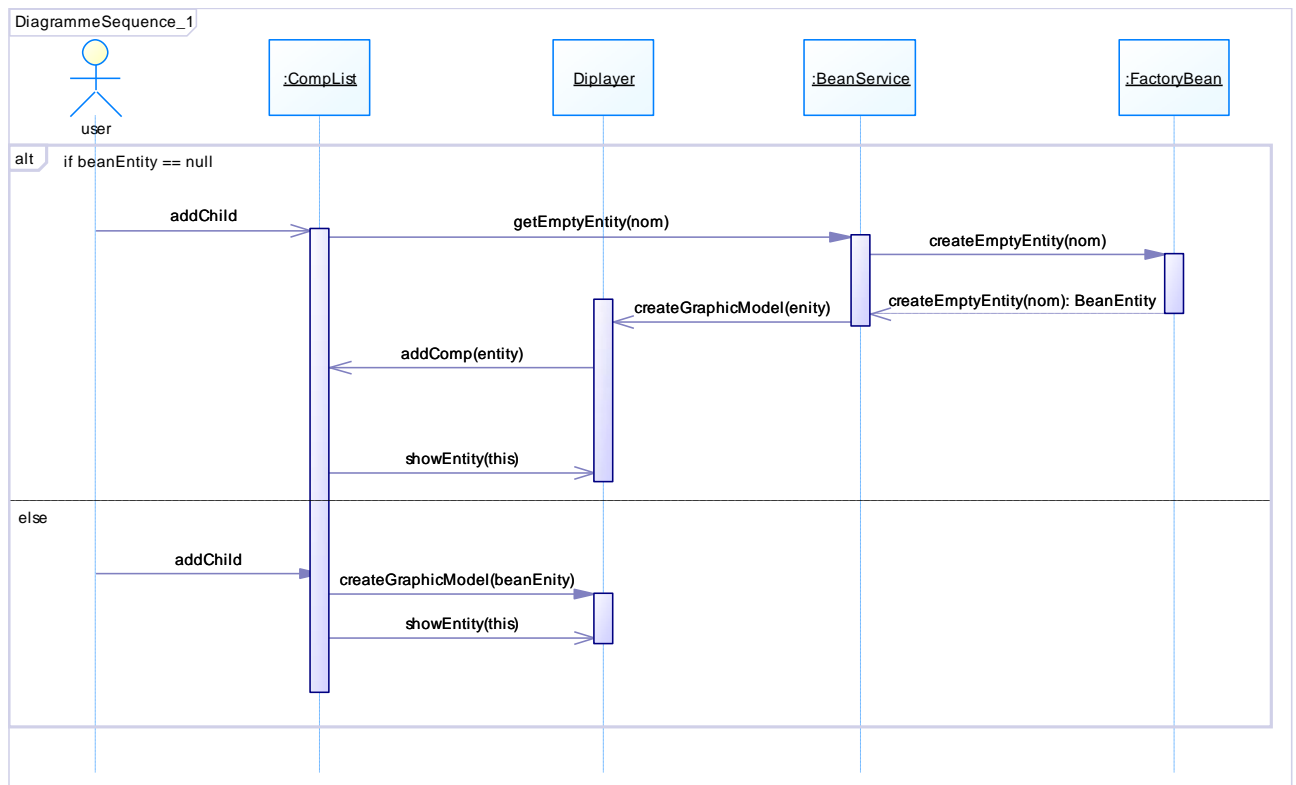 DiagrammeSequence_1
user
:CompList
Diplayer
:BeanService
:FactoryBean
alt
if beanEntity == null
addChild
getEmptyEntity(nom)
createEmptyEntity(nom)
createEmptyEntity(nom): BeanEntity
createGraphicModel(enity)
addComp(entity)
showEntity(this)
else
addChild
createGraphicModel(beanEnity)
showEntity(this)